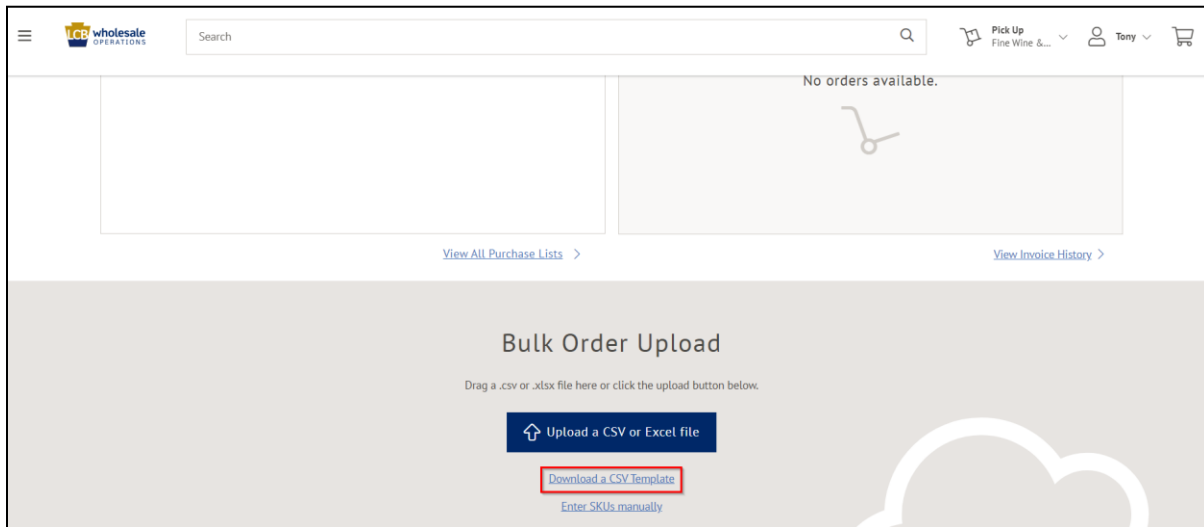 LCB wholesale
OPERATIONS
Search
Pick Up
Fine Wine &...
Tony
No orders available.
View All Purchase Lists >
View Invoice History >
Bulk Order Upload
Drag a .csv or .xlsx file here or click the upload button below.
Upload a CSV or Excel file
Download a CSV Template
Enter SKUs manually